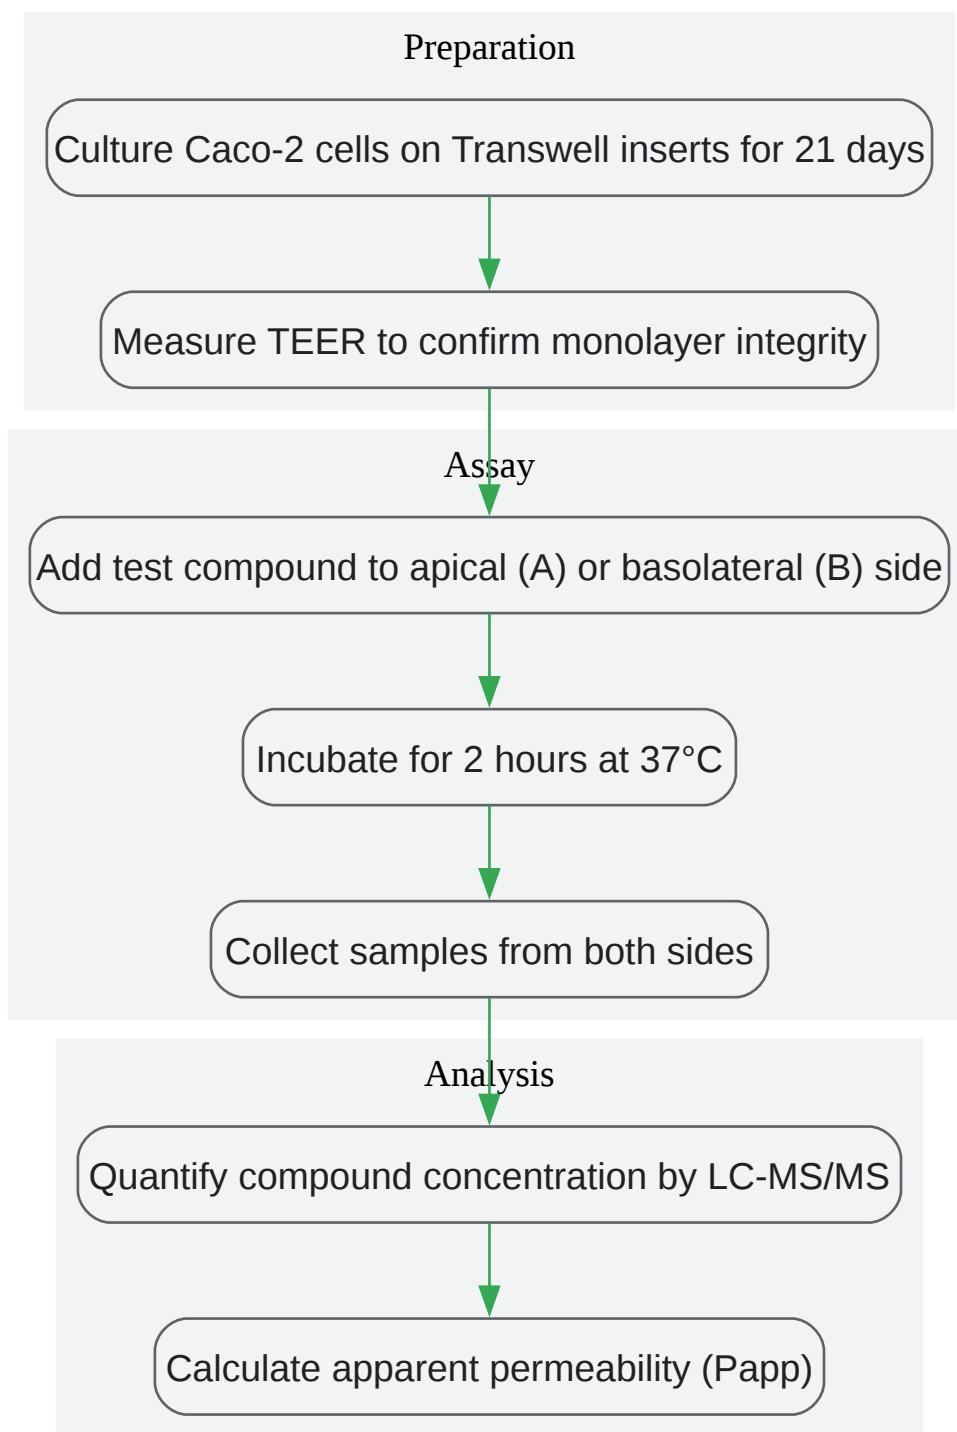 Preparation
Culture Caco-2 cells on Transwell inserts for 21 days
Measure TEER to confirm monolayer integrity
Assay
Add test compound to apical (A) or basolateral (B) side
Incubate for 2 hours at 37°C
Collect samples from both sides
Analysis
Quantify compound concentration by LC-MS/MS
Calculate apparent permeability (Papp)